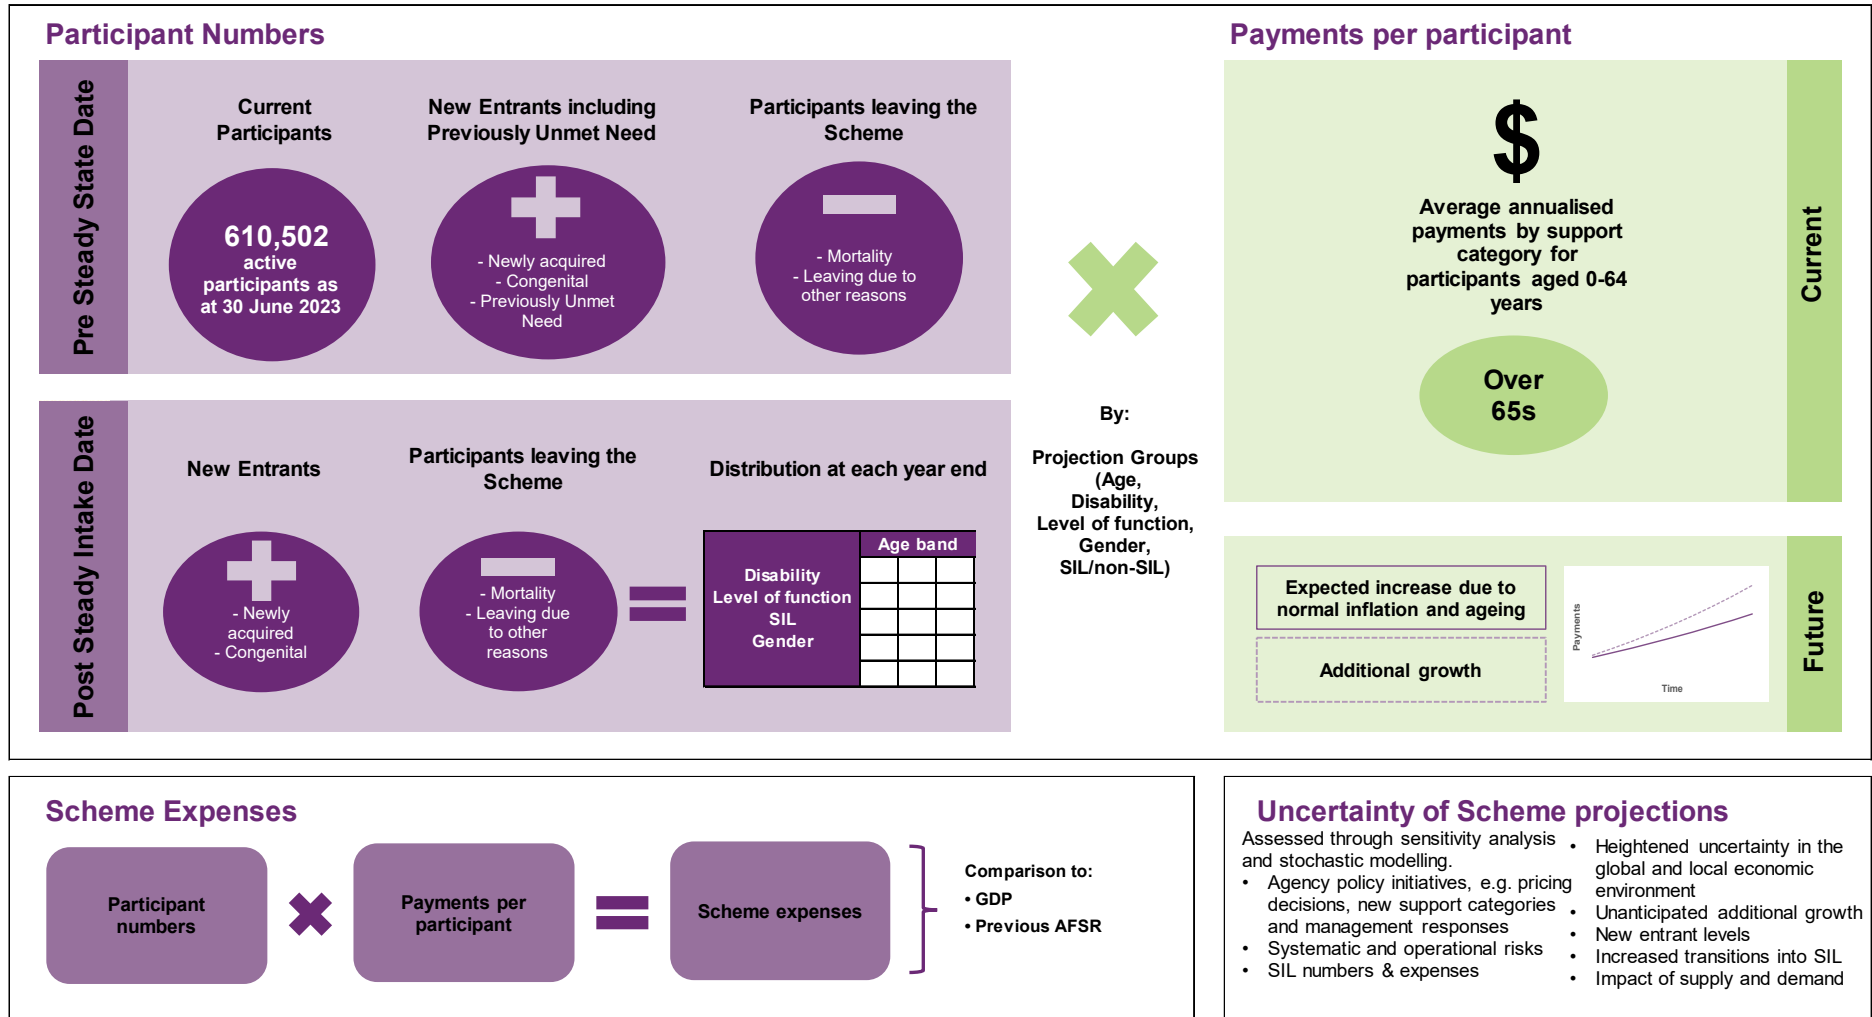 Participant Numbers
Pre Steady State Date
Current
Participants
610,502
active
participants as
at 30 June 2023
New Entrants including
Previously Unmet Need
- Newly acquired
- Congenital
- Previously Unmet
Need
Participants leaving the
Scheme
- Mortality
- Leaving due to
other reasons
Post Steady Intake Date
New Entrants
- Newly
acquired
- Congenital
Participants leaving the
Scheme
- Mortality
- Leaving due
to other
reasons
Distribution at each year end
Age band
Disability
Level of function
SIL
Gender
By:
Projection Groups
(Age,
Disability,
Level of function,
Gender,
SIL/non-SIL)
Payments per participant
$
Average annualised
payments by support
category for
participants aged 0-64
years
Over
65s
Current
Expected increase due to
normal inflation and ageing
Additional growth
Payments
Time
Future
Scheme Expenses
Participant
numbers
Payments per
participant
Scheme expenses
Comparison to:
• GDP
• Previous AFSR
Uncertainty of Scheme projections
Assessed through sensitivity analysis
and stochastic modelling.
• Agency policy initiatives, e.g. pricing
decisions, new support categories
and management responses
• Systematic and operational risks
• SIL numbers & expenses
• Heightened uncertainty in the
global and local economic
environment
• Unanticipated additional growth
• New entrant levels
• Increased transitions into SIL
• Impact of supply and demand